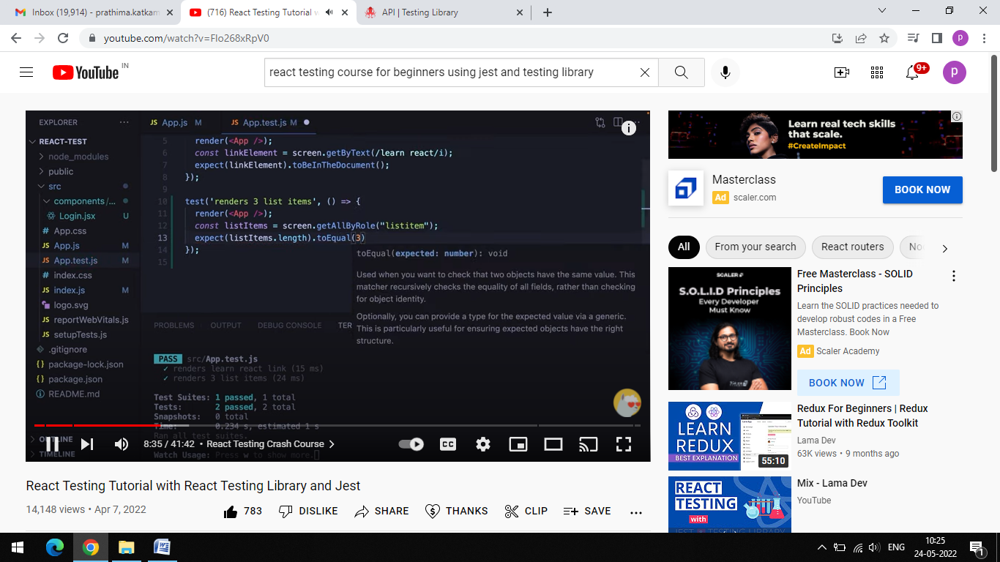 Inbox (19,914) - prathima.katkam
(716) React Testing Tutorial w
API | Testing Library
youtube.com/watch?v=FIo268xRpV0
p
YouTube IN
react testing course for beginners using jest and testing library
9+
p
EXPLORER
REACT-TEST
node_modules
public
src
components/...
Login.jsx U
App.css
App.js M
App.test.js M
index.css
index.js M
logo.svg
reportWebVitals.js
setupTests.js
.gitignore
package-lock.json
package.json
README.md
OUTLINE
TIMELINE
JS App.js M
JS App.test.js M
5 render(<App />);
6 const linkElement = screen.getByText(/learn react/i);
7 expect(linkElement).toBeInTheDocument();
8 });
9
10 test('renders 3 list items', () => {
11 render(<App />);
12 const listItems = screen.getAllByRole("listitem");
13 expect(listItems.length).toEqual(3)
14 });
15
toEqual(expected: number): void
Used when you want to check that two objects have the same value. This
matcher recursively checks the equality of all fields, rather than checking
for object identity.
Optionally, you can provide a type for the expected value via a generic.
This is particularly useful for ensuring expected objects have the right
structure.
PROBLEMS OUTPUT DEBUG CONSOLE TER
PASS src/App.test.js
✓ renders learn react link (15 ms)
✓ renders 3 list items (24 ms)
Test Suites: 1 passed, 1 total
Tests: 2 passed, 2 total
Snapshots: 0 total
Time: 0.234 s, estimated 1 s
Ran all test suites.
Watch Usage: Press w to show more.
8:35 / 41:42 • React Testing Crash Course
CC
React Testing Tutorial with React Testing Library and Jest
14,148 views • Apr 7, 2022
783 DISLIKE SHARE THANKS CLIP SAVE
Learn real tech skills
that scale.
#CreateImpact
Masterclass
Ad scaler.com
BOOK NOW
All From your search React routers No
SCALER
S.O.L.I.D Principles
Every Developer
Must Know
Free Masterclass - SOLID
Principles
Learn the SOLID practices needed to
develop robust codes in a Free
Masterclass. Book Now
Ad Scaler Academy
BOOK NOW
LEARN
REDUX
BEST EXPLANATION
55:10
Redux For Beginners | Redux
Tutorial with Redux Toolkit
Lama Dev
63K views • 9 months ago
REACT
TESTING
with
JEST TESTING LIBRARY
Mix - Lama Dev
YouTube
ENG
10:25
24-05-2022
1